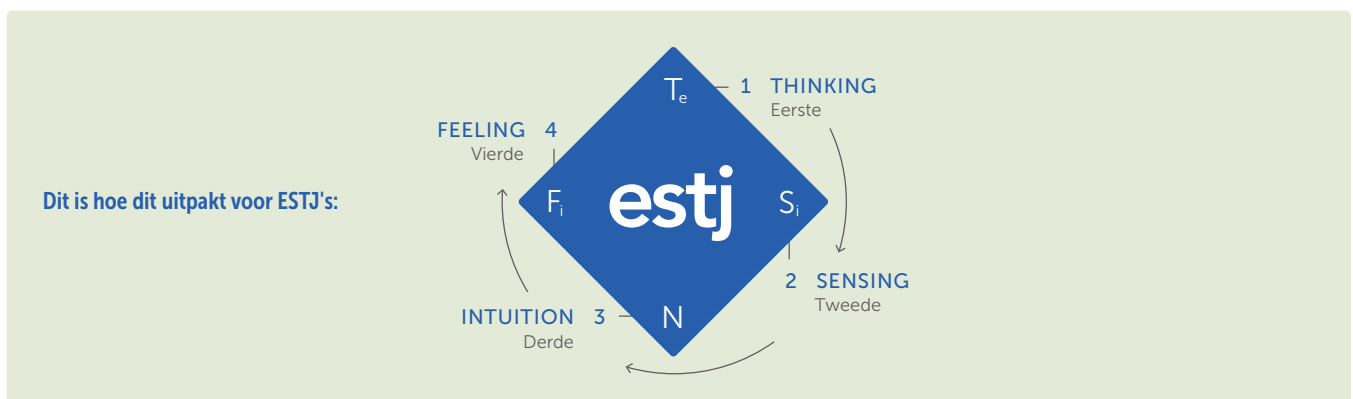 Dit is hoe dit uitpakt voor ESTJ's:
Te
1 THINKING
Eerste
FEELING 4
Vierde
Fi
estj
Si
2 SENSING
Tweede
INTUITION 3
Derde
N